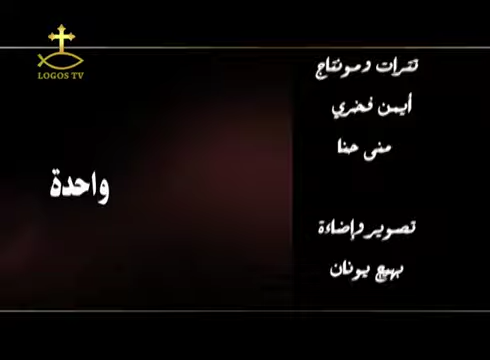 LOGOS TV
تترات ومونتاج
أيمن فخري
منى حنا
واحدة
تصوير وإضاءة
بهيج يونان